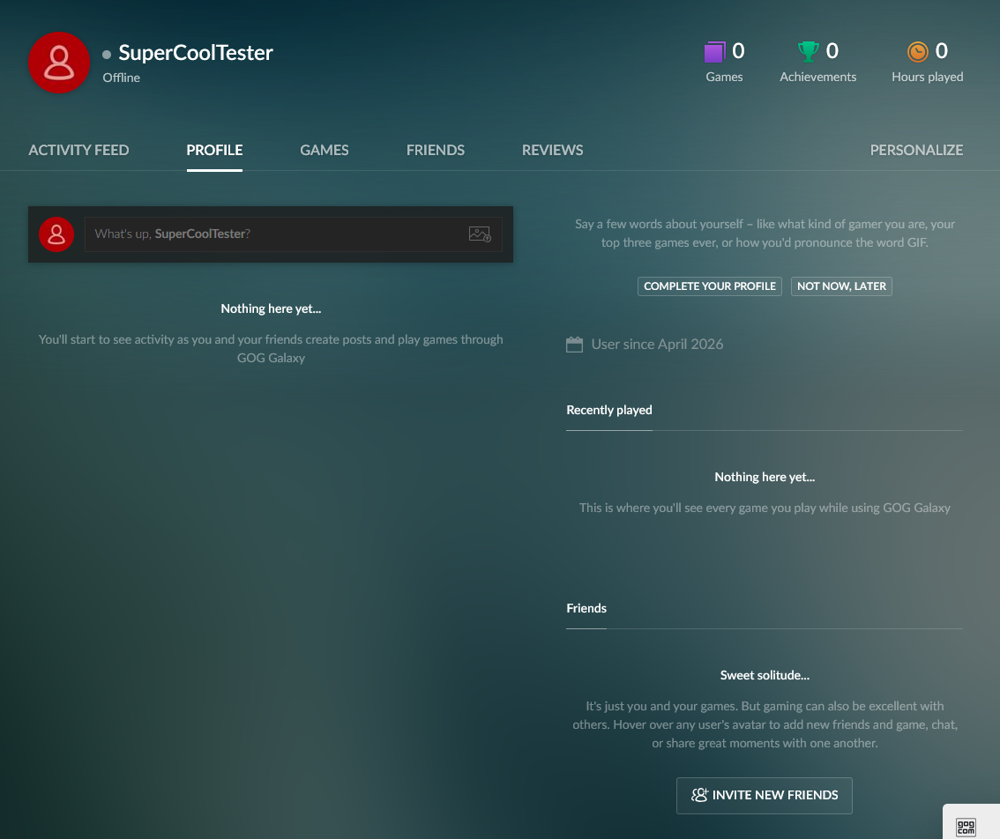 SuperCoolTester
Offline
0
Games
0
Achievements
0
Hours played
ACTIVITY FEED
PROFILE
GAMES
FRIENDS
REVIEWS
PERSONALIZE
What's up, SuperCoolTester?
Nothing here yet...
You'll start to see activity as you and your friends create posts and play games through
GOG Galaxy
Say a few words about yourself – like what kind of gamer you are, your
top three games ever, or how you'd pronounce the word GIF.
COMPLETE YOUR PROFILE
NOT NOW, LATER
User since April 2026
Recently played
Nothing here yet...
This is where you'll see every game you play while using GOG Galaxy
Friends
Sweet solitude...
It's just you and your games. But gaming can also be excellent with
others. Hover over any user's avatar to add new friends and game, chat,
or share great moments with one another.
INVITE NEW FRIENDS
gog
com